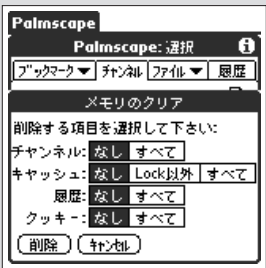 Palmscape
Palmscape: 選択
ブックマーク▼ チャンネル ファイル▼ 履歴
メモリのクリア
削除する項目を選択して下さい:
チャンネル: なし すべて
キャッシュ: なし Lock以外 すべて
履歴: なし すべて
クッキー: なし すべて
削除 キャンセル